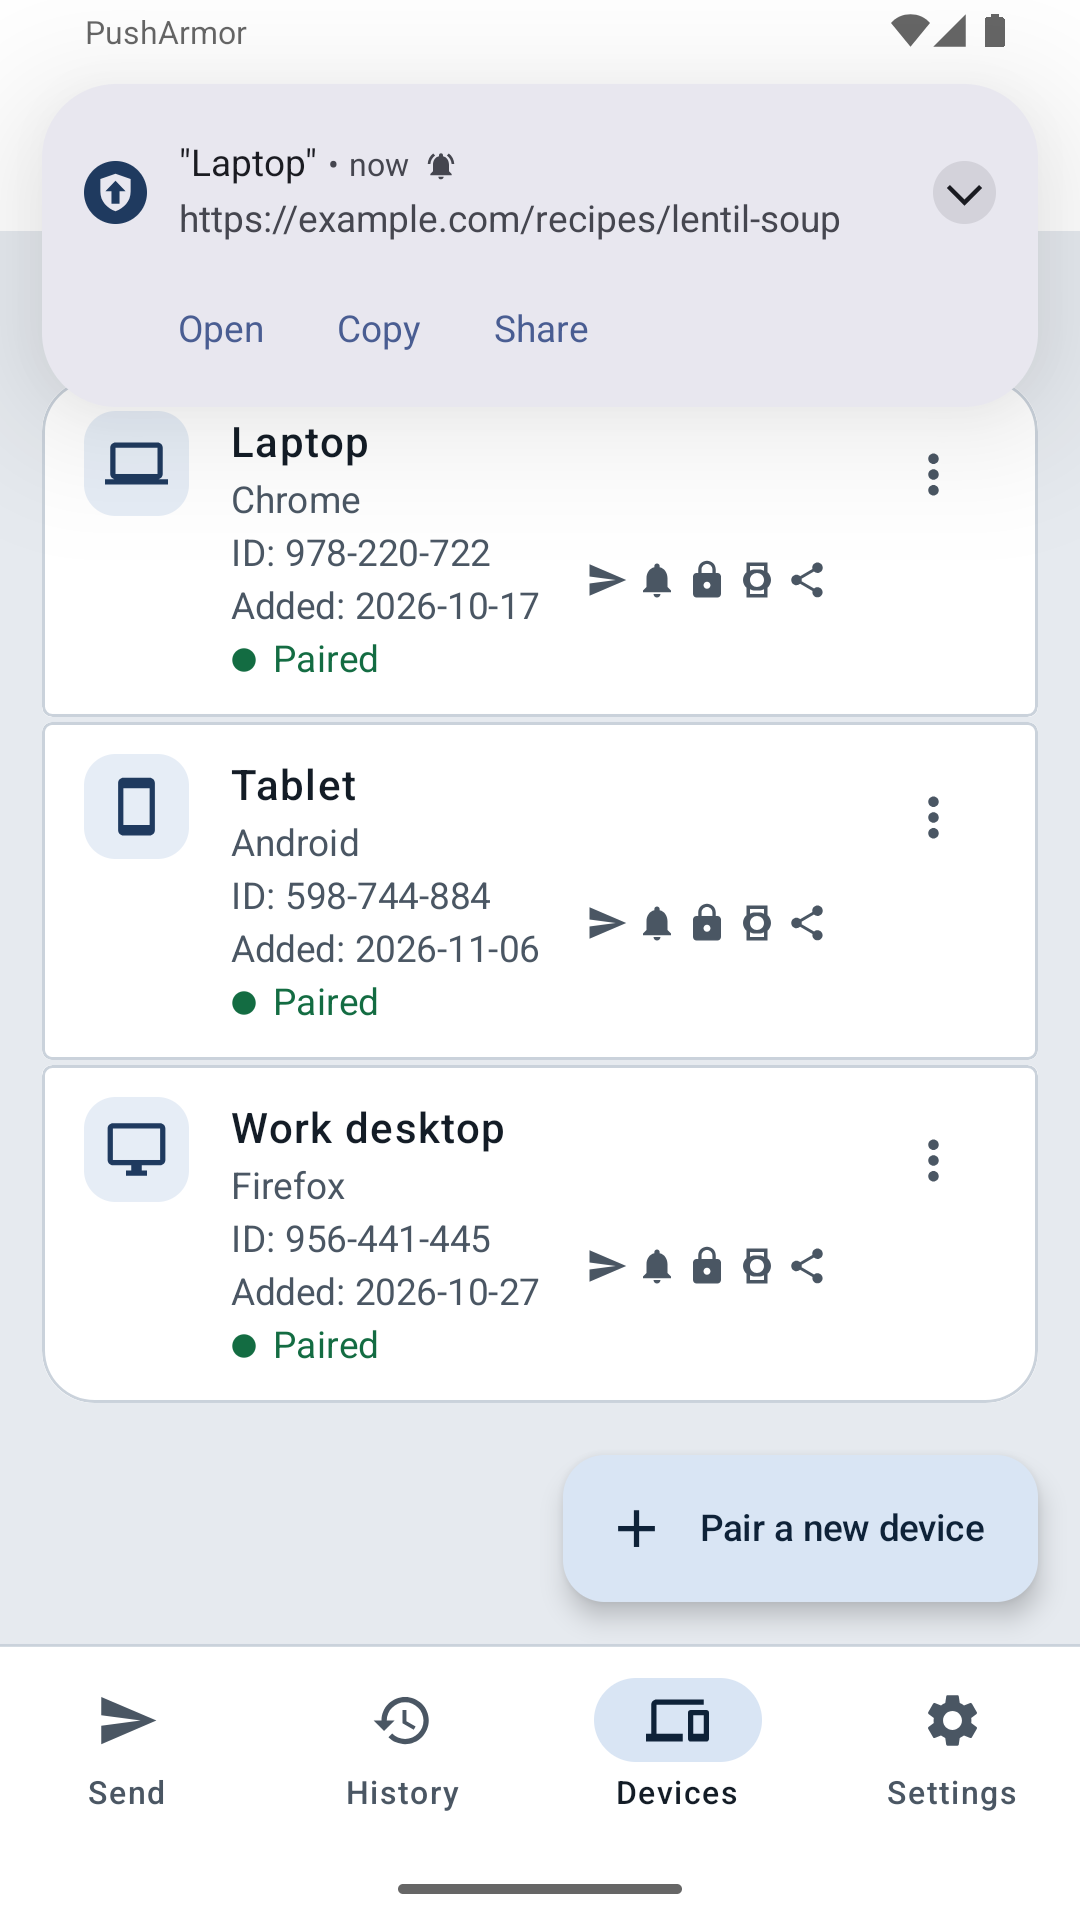 PushArmor
"Laptop" • now
https://example.com/recipes/lentil-soup
Open Copy Share
Laptop
Chrome
ID: 978-220-722
Added: 2026-10-17
Paired
Tablet
Android
ID: 598-744-884
Added: 2026-11-06
Paired
Work desktop
Firefox
ID: 956-441-445
Added: 2026-10-27
Paired
Pair a new device
Send History Devices Settings